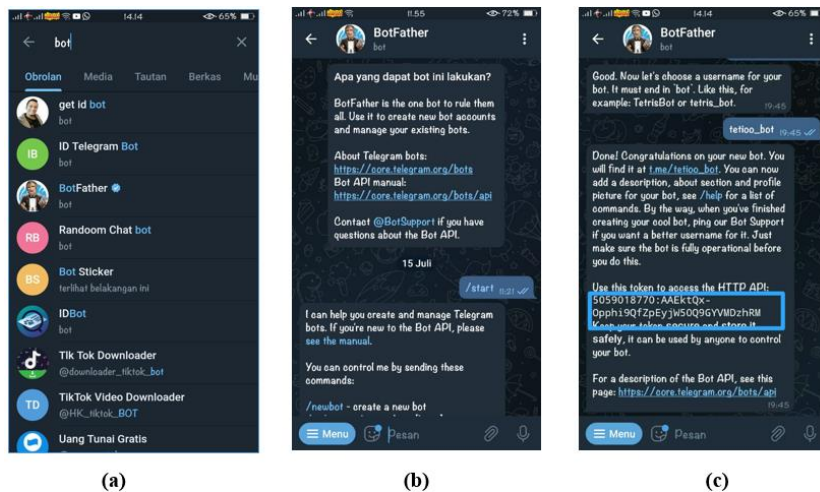 14.14
65%
bot
Obrolan Media Tautan Berkas Mu
get id bot
bot
IB
ID Telegram Bot
bot
BotFather
bot
RB
Randoom Chat bot
bot
BS
Bot Sticker
terlihat belakangan ini
IDBot
bot
TIk Tok Downloader
@downloader_tiktok_bot
TD
TikTok Video Downloader
@HK_tiktok_BOT
Uang Tunai Gratis
(a)
11.55
72%
BotFather
bot
Apa yang dapat bot ini lakukan?
BotFather is the one bot to rule them
all. Use it to create new bot accounts
and manage your existing bots.
About Telegram bots:
https://core.telegram.org/bots
Bot API manual:
https://core.telegram.org/bots/api
Contact @BotSupport if you have
questions about the Bot API.
15 Juli
/start 11:21
I can help you create and manage Telegram
bots. If you're new to the Bot API, please
see the manual.
You can control me by sending these
commands:
/newbot - create a new bot
Menu
Pesan
(b)
14.14
65%
BotFather
bot
Good. Now let's choose a username for your
bot. It must end in `bot`. Like this, for
example: TetrisBot or tetris_bot.
19:45
tetioo_bot 19:45
Done! Congratulations on your new bot. You
will find it at t.me/tetioo_bot. You can now
add a description, about section and profile
picture for your bot, see /help for a list of
commands. By the way, when you've finished
creating your cool bot, ping our Bot Support
if you want a better username for it. Just
make sure the bot is fully operational before
you do this.
Use this token to access the HTTP API:
5059018770:AAEktQx-
Opphi9QfZpEyjW50Q9GYVMDzhRM
Keep your token secure and store it
safely, it can be used by anyone to control
your bot.
For a description of the Bot API, see this
page: https://core.telegram.org/bots/api
19:45
Menu
Pesan
(c)